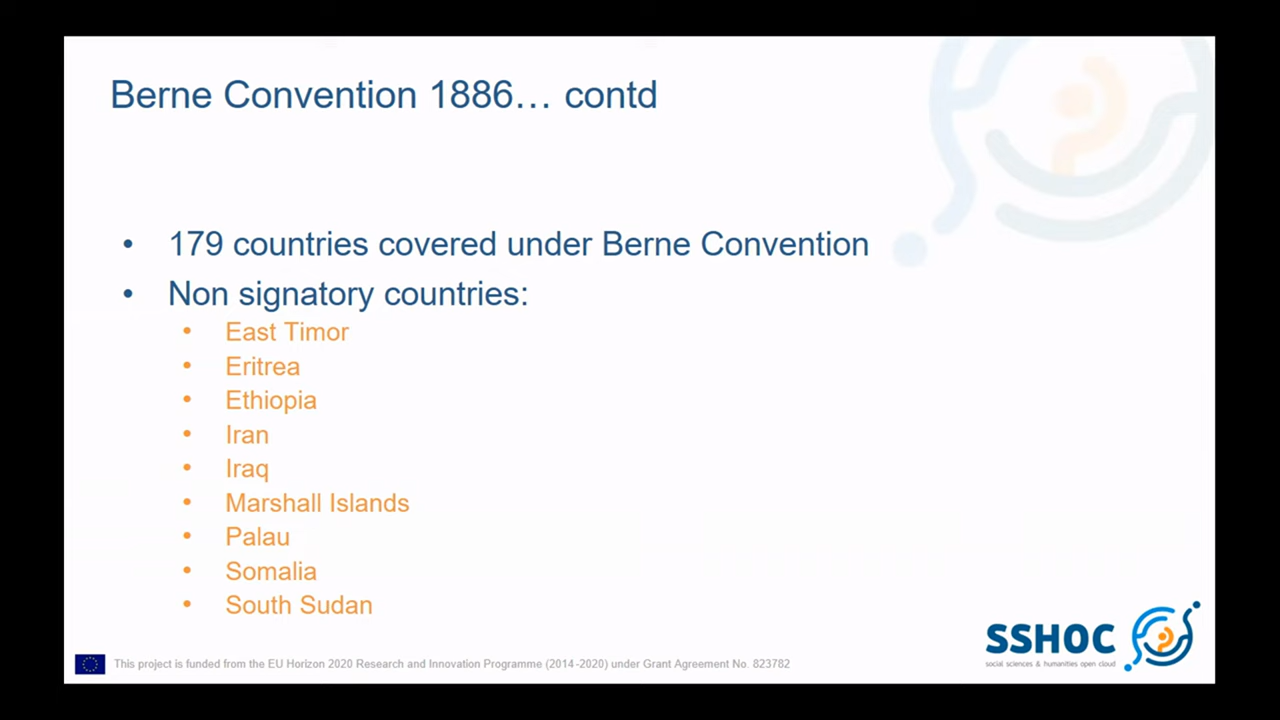 Berne Convention 1886… contd
• 179 countries covered under Berne Convention
• Non signatory countries:
• East Timor
• Eritrea
• Ethiopia
• Iran
• Iraq
• Marshall Islands
• Palau
• Somalia
• South Sudan
SSHOC
social sciences & humanities open cloud
This project is funded from the EU Horizon 2020 Research and Innovation Programme (2014-2020) under Grant Agreement No. 823782